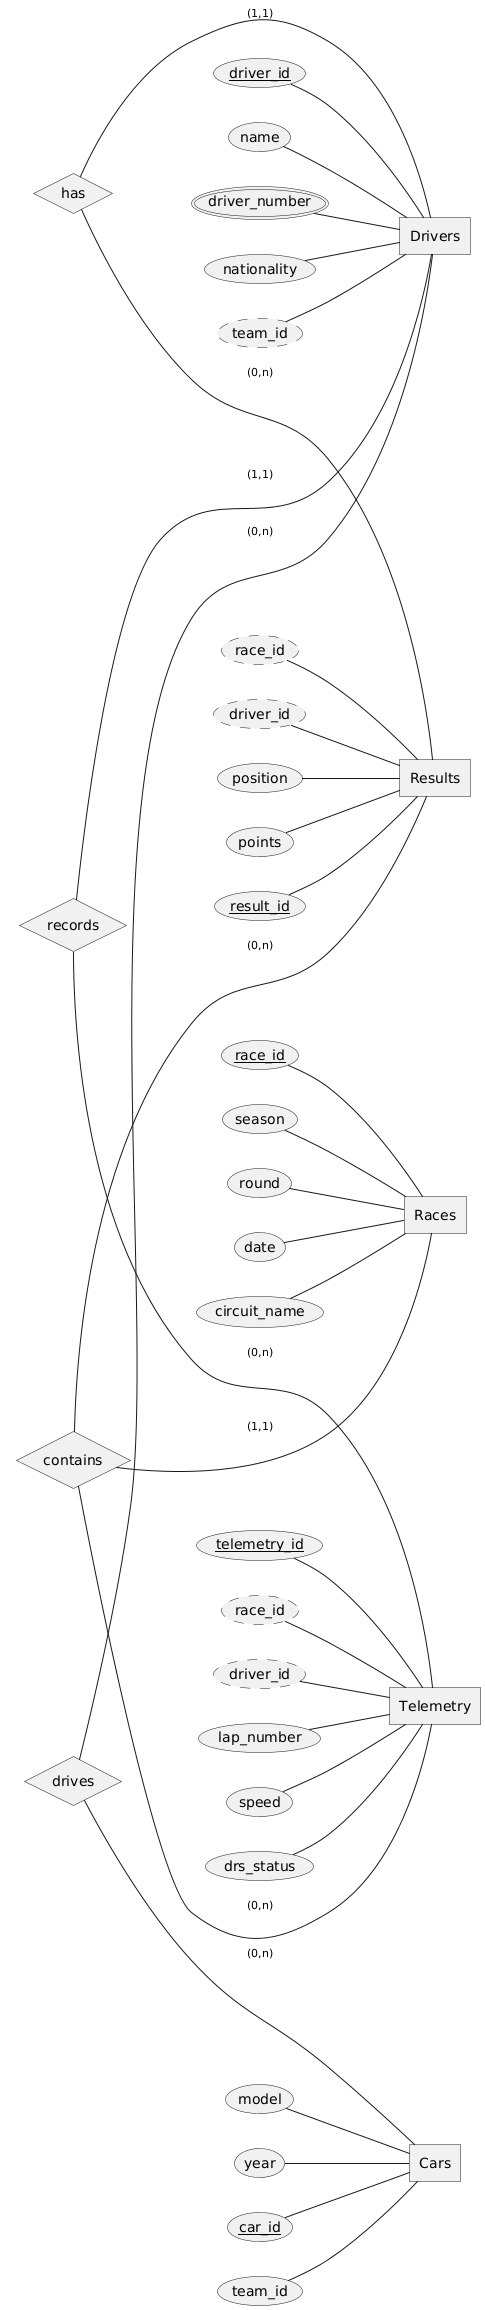 (1,1)
driver_id
name
has
driver_number
Drivers
nationality
team_id
(0,n)
(1,1)
(0,n)
race_id
driver_id
position
Results
points
result_id
records
(0,n)
race_id
season
round
Races
date
circuit_name
(0,n)
(1,1)
contains
telemetry_id
race_id
driver_id
Telemetry
lap_number
drives
speed
drs_status
(0,n)
(0,n)
model
year
Cars
car_id
team_id